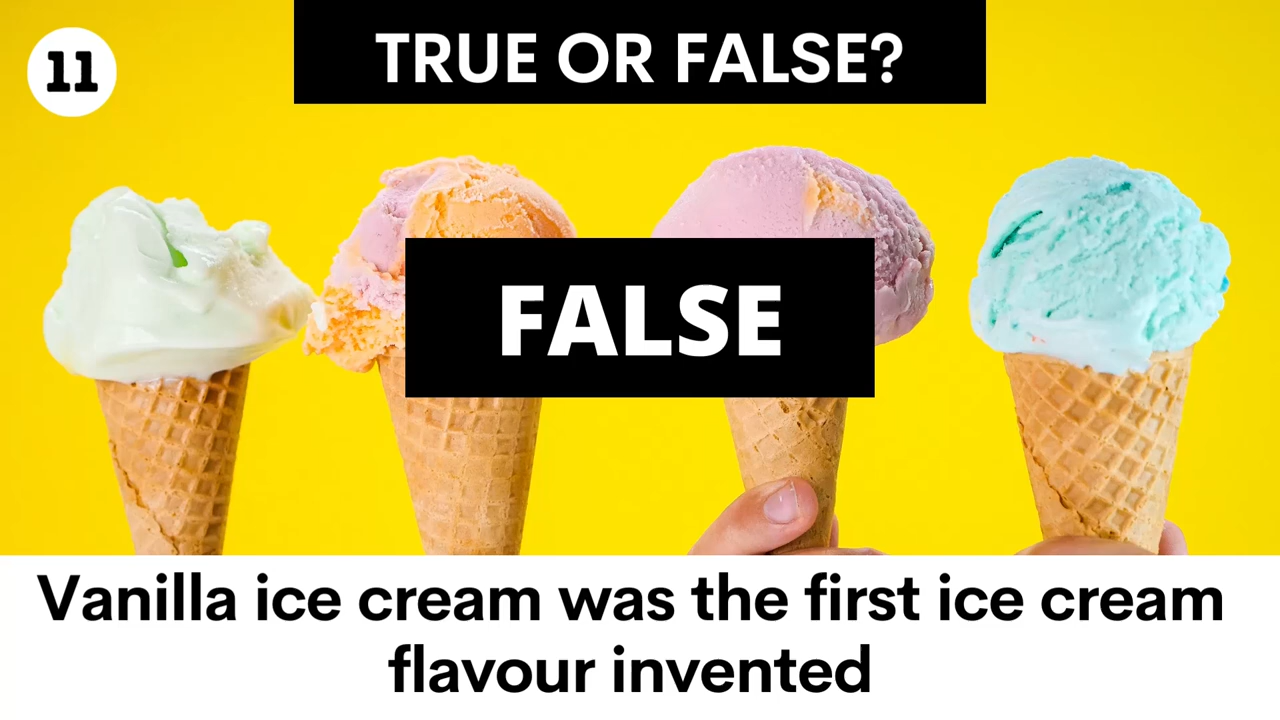 11
TRUE OR FALSE?
FALSE
Vanilla ice cream was the first ice cream
flavour invented